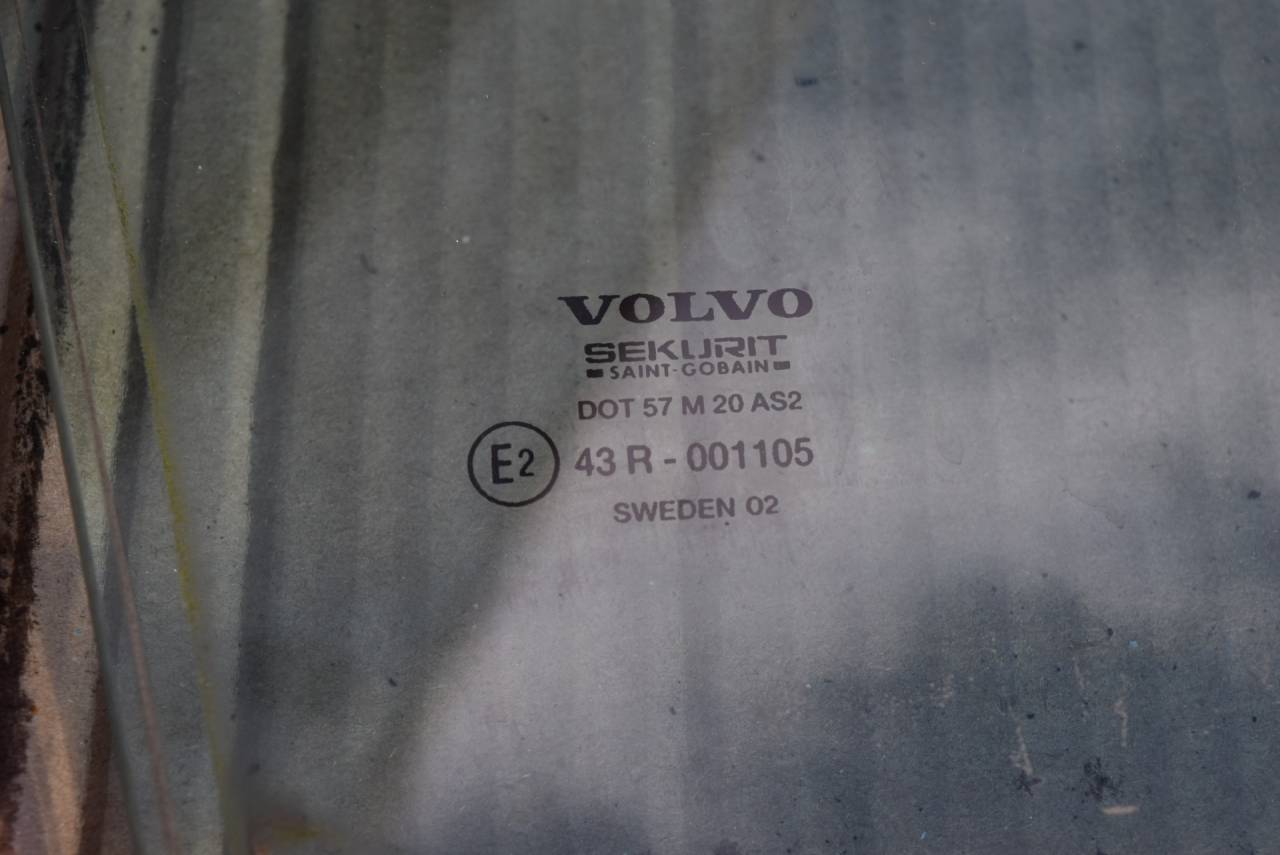 VOLVO
SEKURIT
SAINT-GOBAIN
DOT 57 M 20 AS2
E2 43 R - 001105
SWEDEN 02